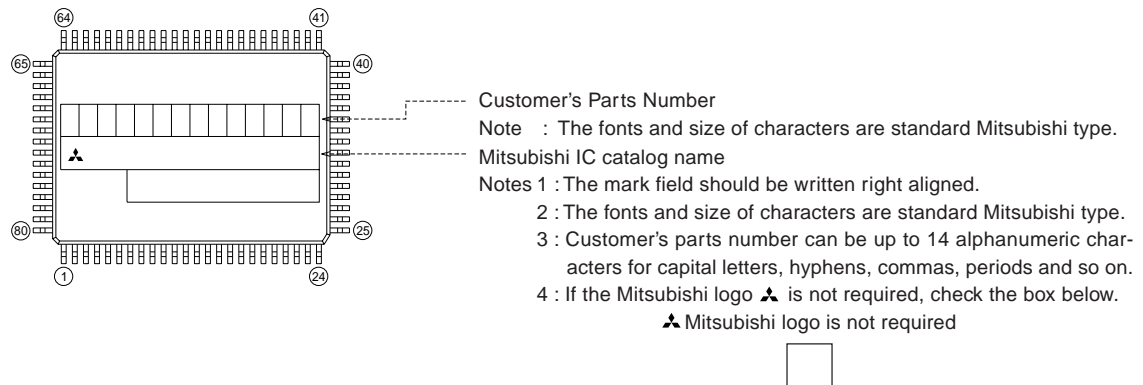 64 41
65 40
80 25
1 24
Customer's Parts Number
Note : The fonts and size of characters are standard Mitsubishi type.
Mitsubishi IC catalog name
Notes 1 : The mark field should be written right aligned.
2 : The fonts and size of characters are standard Mitsubishi type.
3 : Customer's parts number can be up to 14 alphanumeric char-
acters for capital letters, hyphens, commas, periods and so on.
4 : If the Mitsubishi logo is not required, check the box below.
Mitsubishi logo is not required